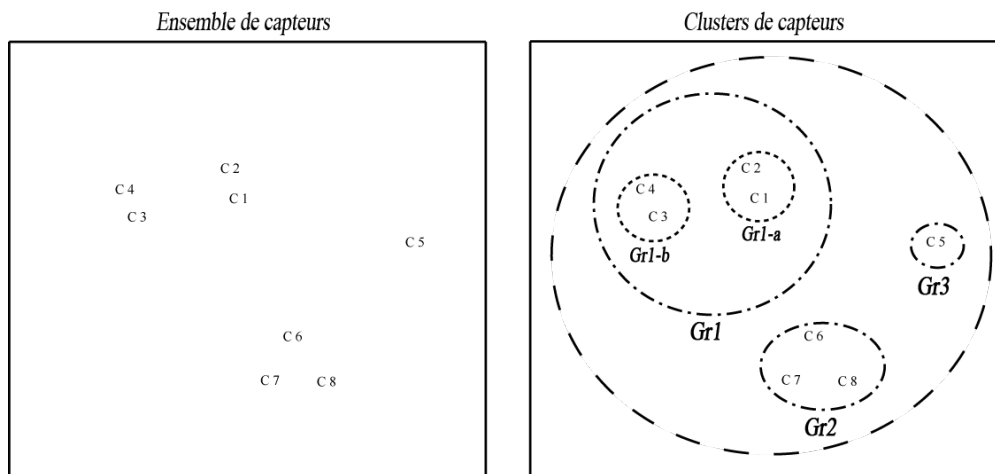 Ensemble de capteurs
C 2
C 4
C 1
C 3
C 5
C 6
C 7 C 8
Clusters de capteurs
C 2
C 4
C 1
C 3
Gr1-a
Gr1-b
C 5
Gr3
Gr1
C 6
C 7 C 8
Gr2